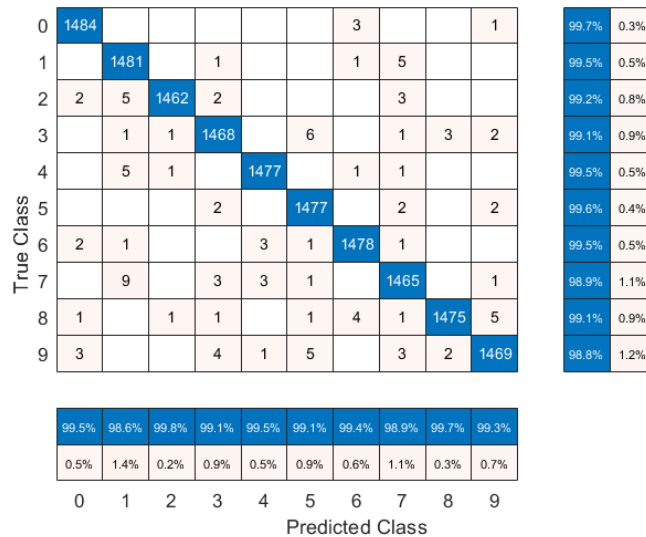 0 1484 3 1 99.7% 0.3%
1 1481 1 1 5 99.5% 0.5%
2 2 5 1462 2 3 99.2% 0.8%
3 1 1 1468 6 1 3 2 99.1% 0.9%
4 5 1 1477 1 1 99.5% 0.5%
5 2 1477 2 2 99.6% 0.4%
6 2 1 3 1 1478 1 99.5% 0.5%
7 9 3 3 1 1465 1 98.9% 1.1%
8 1 1 1 1 4 1 1475 5 99.1% 0.9%
9 3 4 1 5 3 2 1469 98.8% 1.2%
True Class
99.5% 98.6% 99.8% 99.1% 99.5% 99.1% 99.4% 98.9% 99.7% 99.3%
0.5% 1.4% 0.2% 0.9% 0.5% 0.9% 0.6% 1.1% 0.3% 0.7%
0 1 2 3 4 5 6 7 8 9
Predicted Class